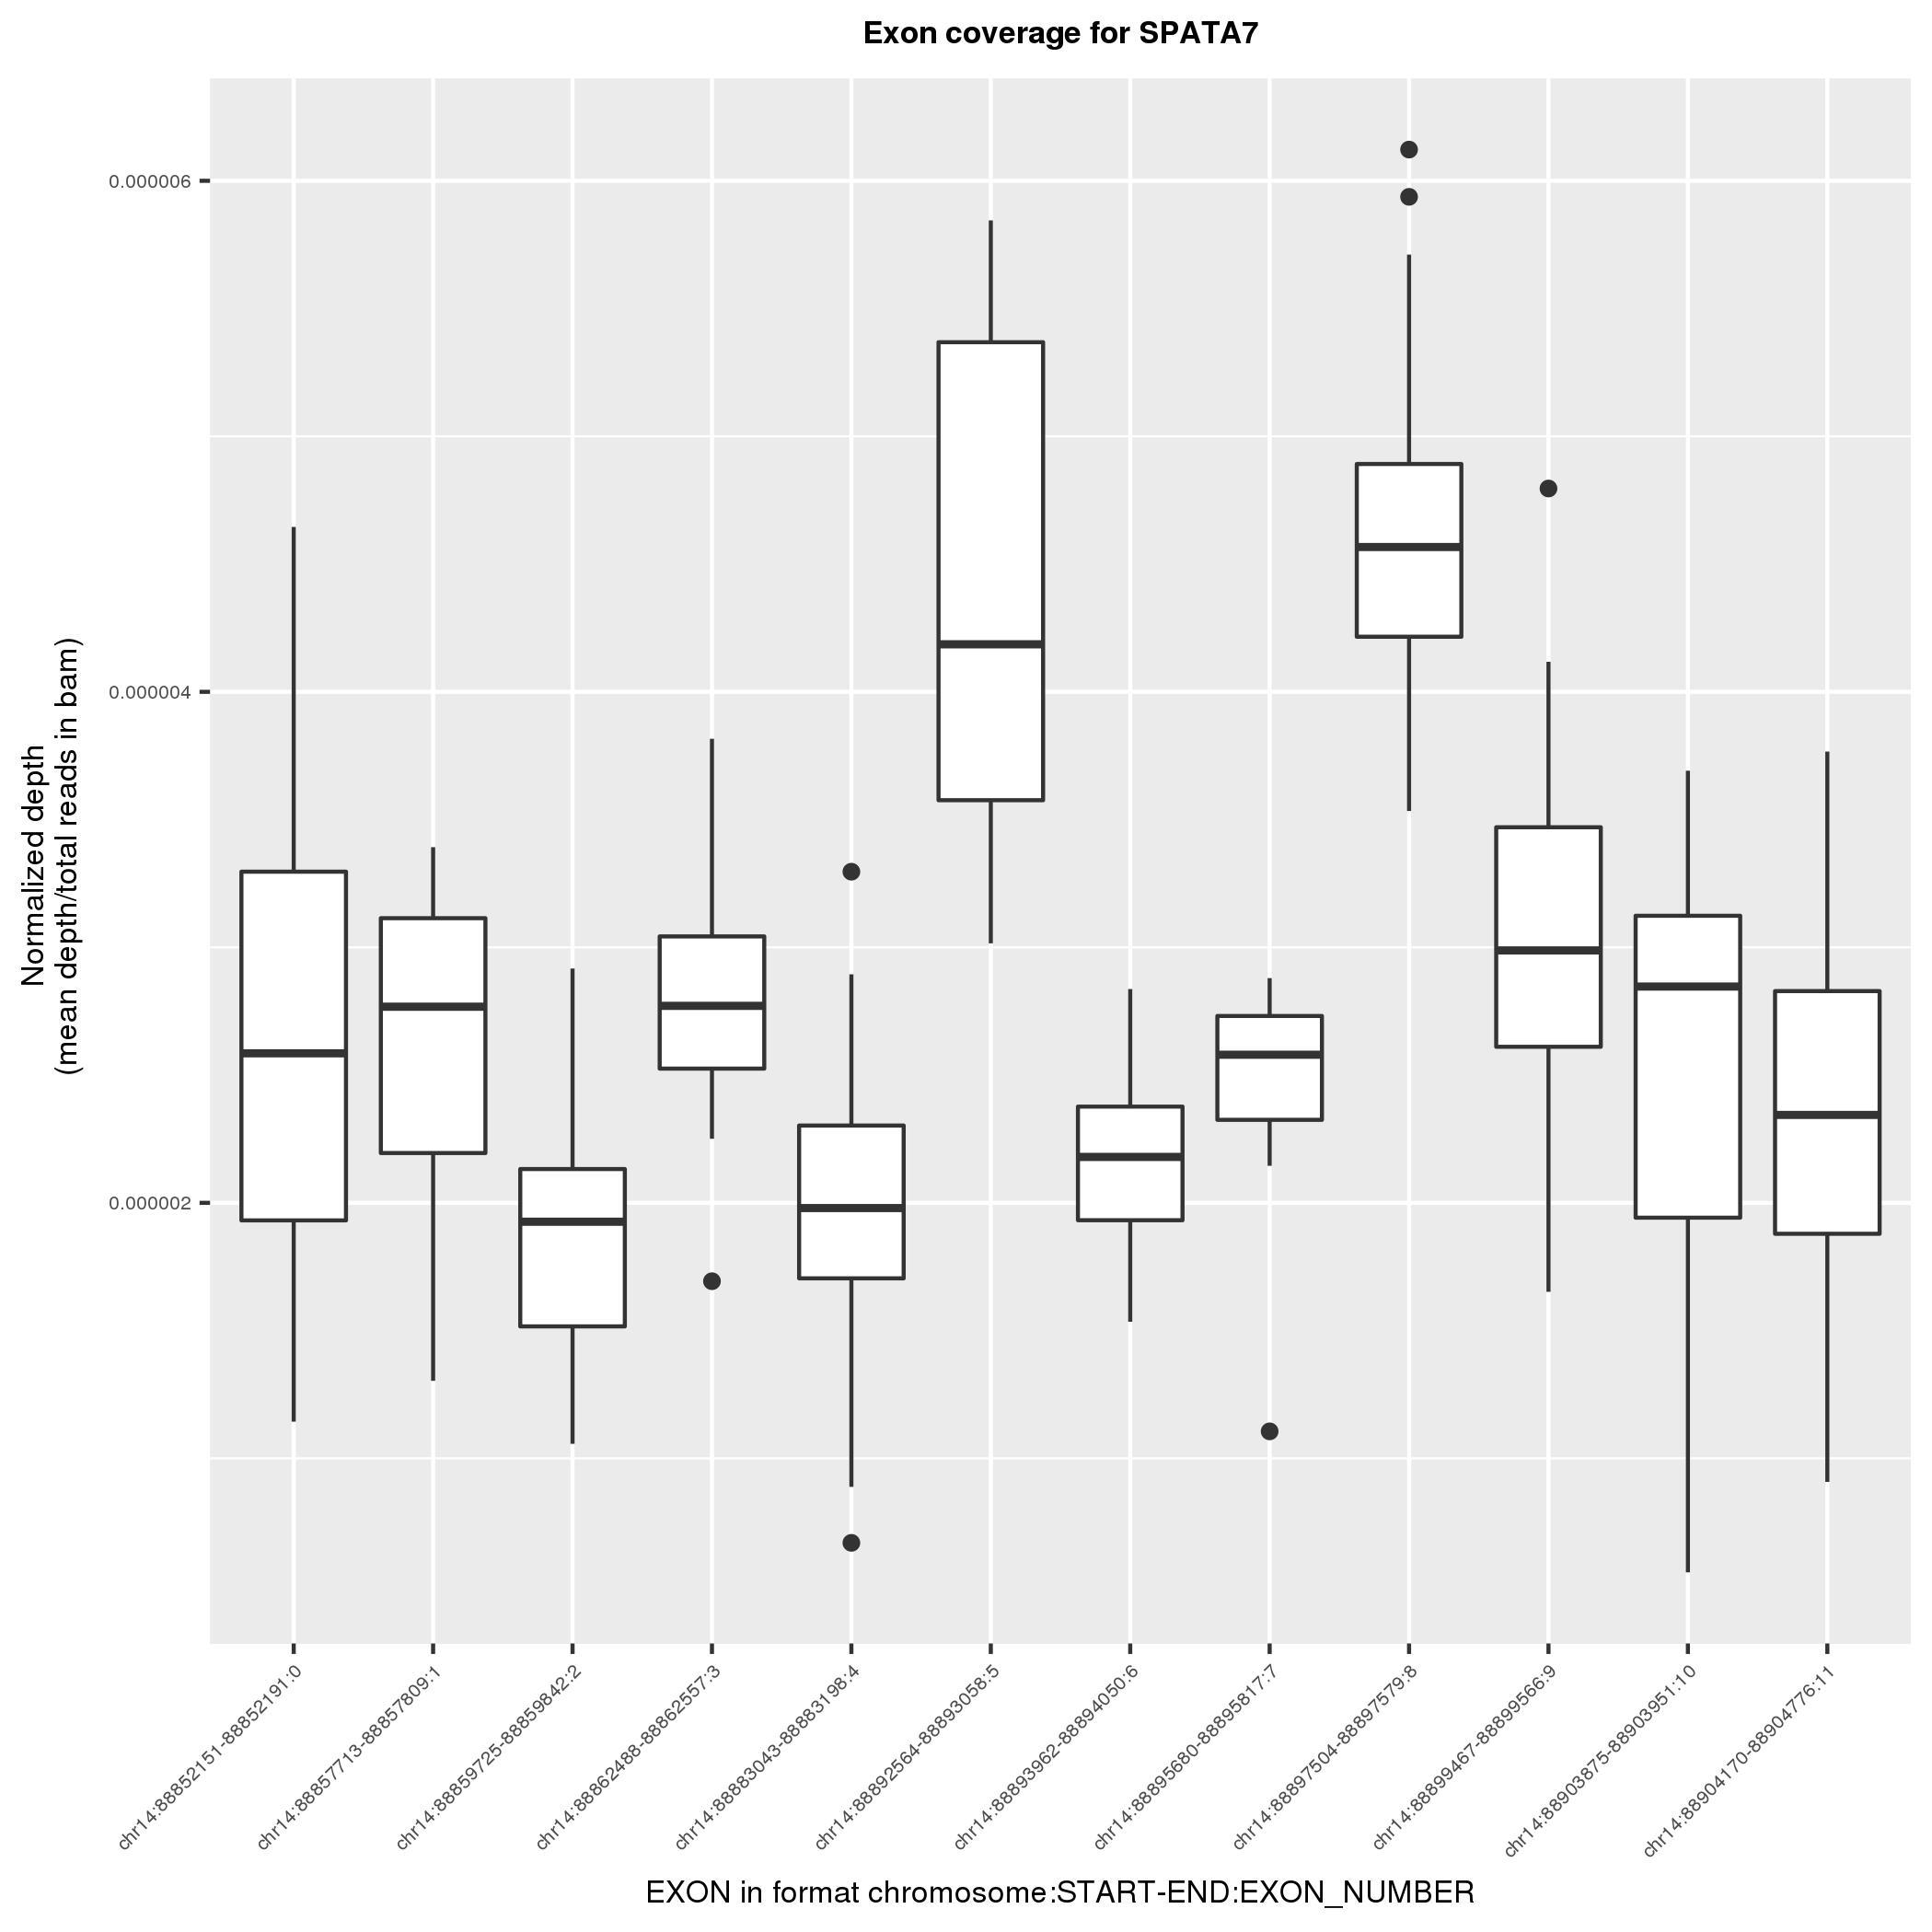 Exon coverage for SPATA7
Normalized depth
(mean depth/total reads in bam)
0.000006
0.000004
0.000002
chr14:88852151-88852191:0
chr14:88857713-88857809:1
chr14:88859725-88859842:2
chr14:88862488-88862557:3
chr14:88883043-88883198:4
chr14:88892564-88893058:5
chr14:88893962-88894050:6
chr14:88895680-88895817:7
chr14:88897504-88897579:8
chr14:88899467-88899566:9
chr14:88903875-88903951:10
chr14:88904170-88904776:11
EXON in format chromosome:START-END:EXON_NUMBER